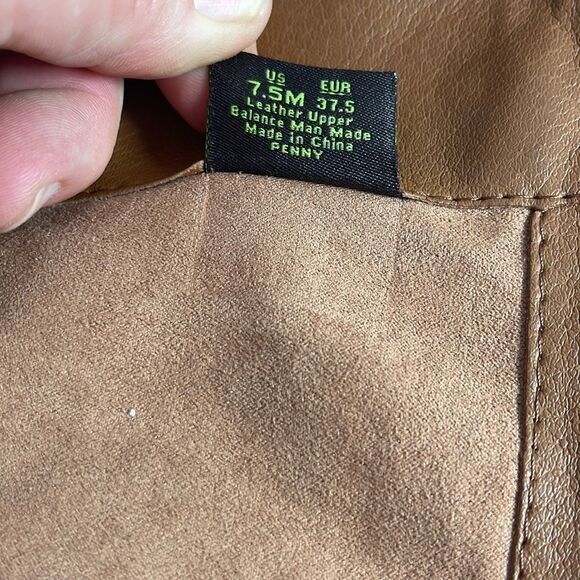 US EUR
7.5M 37.5
Leather Upper
Balance Man Made
Made in China
PENNY